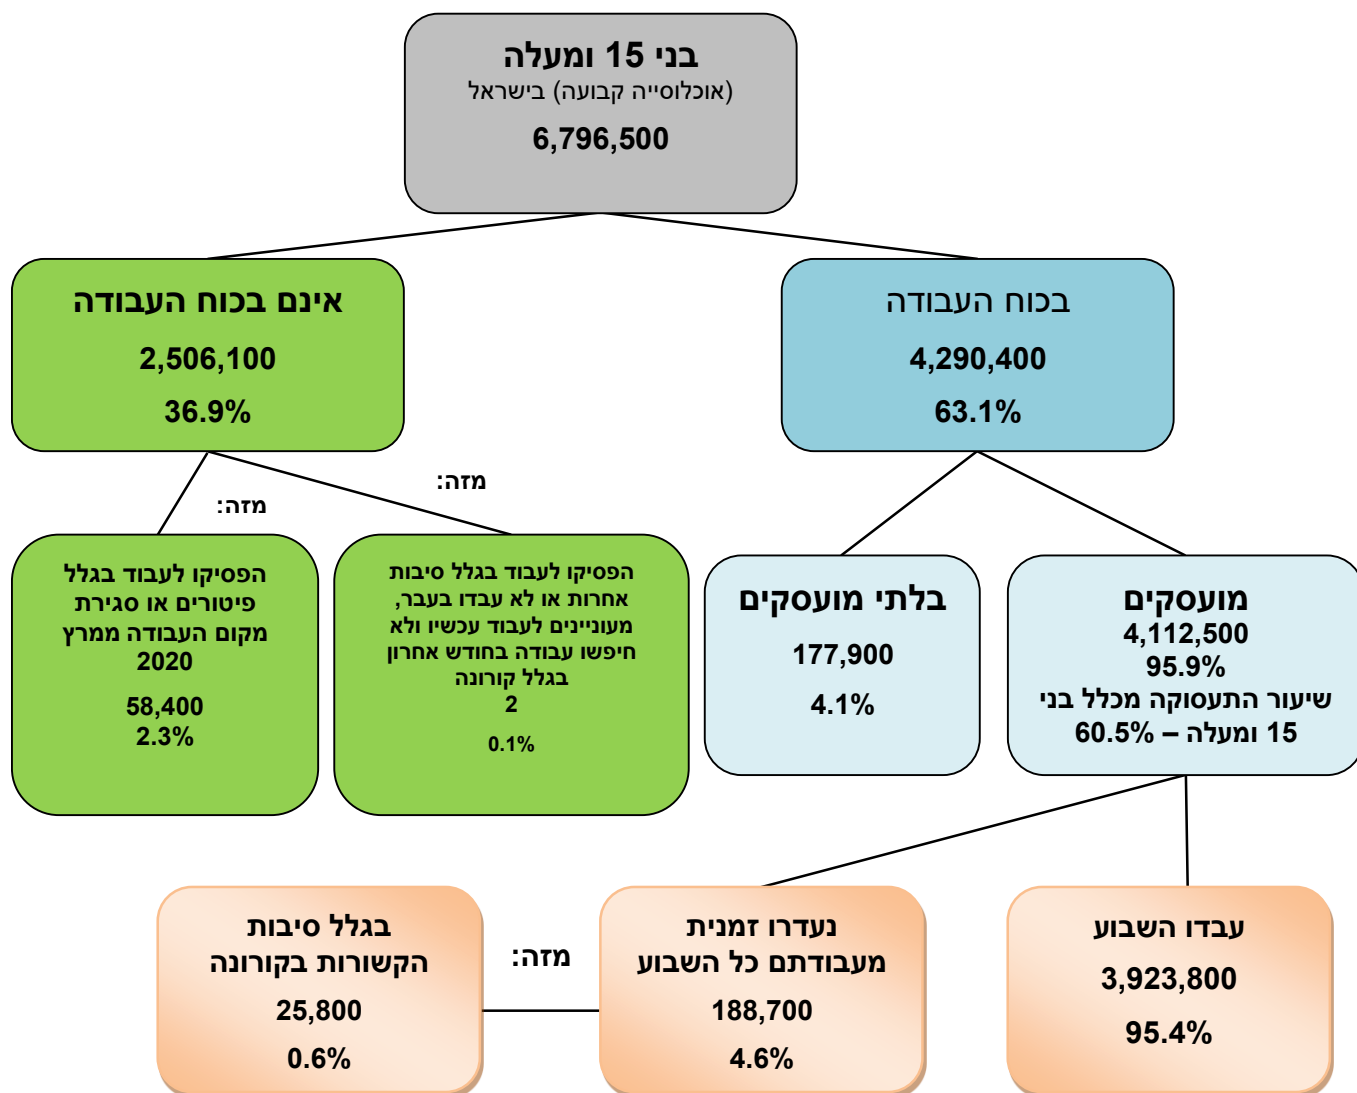 בני 15 ומעלה
(אוכלוסייה קבועה) בישראל
6,796,500
בכוח העבודה
4,290,400
63.1%
אינם בכוח העבודה
2,506,100
36.9%
מועסקים
4,112,500
95.9%
שיעור התעסוקה מכלל בני
15 ומעלה – 60.5%
בלתי מועסקים
177,900
4.1%
מזה:
הפסיקו לעבוד בגלל סיבות
אחרות או לא עבדו בעבר,
מעוניינים לעבוד עכשיו ולא
חיפשו עבודה בחודש אחרון
בגלל קורונה
2
0.1%
מזה:
הפסיקו לעבוד בגלל
פיטורים או סגירת
מקום העבודה ממרץ
2020
58,400
2.3%
עבדו השבוע
3,923,800
95.4%
נעדרו זמנית
מעבודתם כל השבוע
188,700
4.6%
מזה:
בגלל סיבות
הקשורות בקורונה
25,800
0.6%